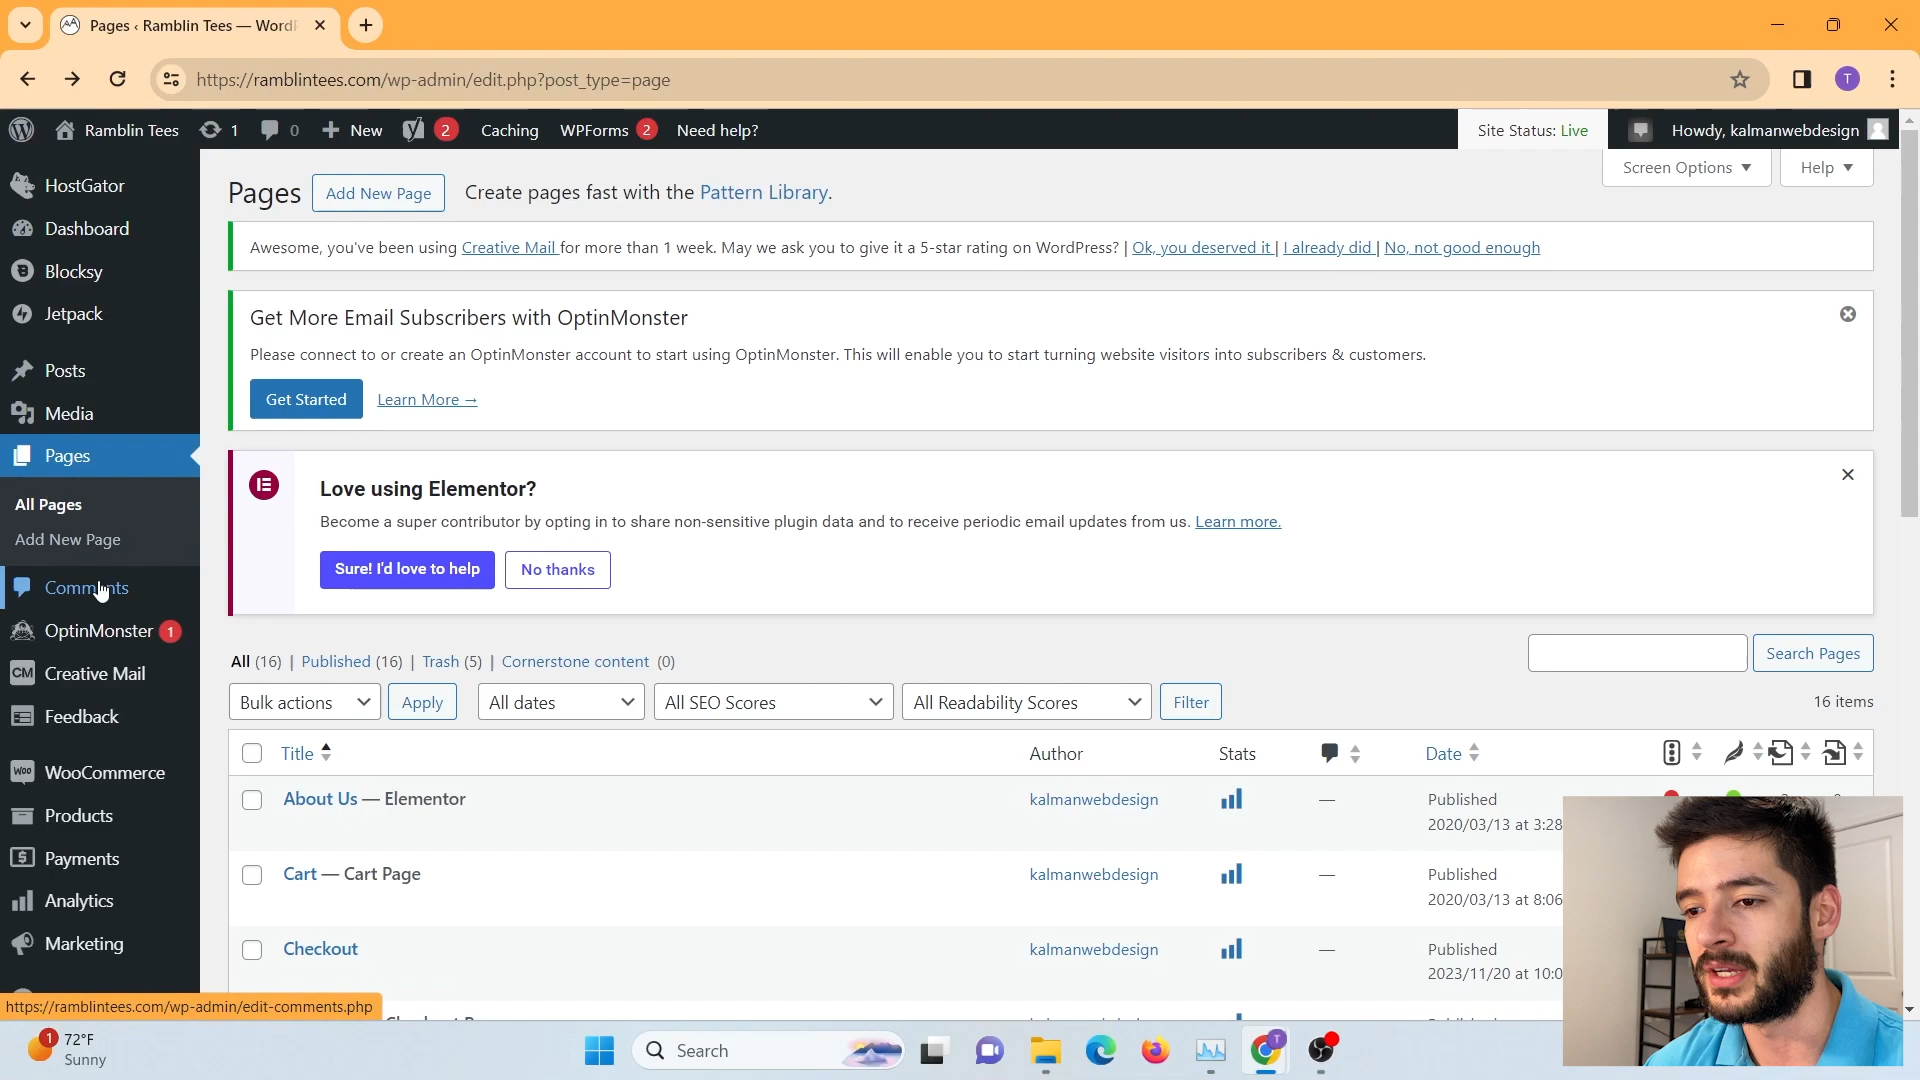 Pages ‹ Ramblin Tees — Word
https://ramblintees.com/wp-admin/edit.php?post_type=page
T
Ramblin Tees 1 0 New 2 Caching WPForms 2 Need help? Site Status: Live Howdy, kalmanwebdesign
Screen Options Help
HostGator
Dashboard
Blocksy
Jetpack
Posts
Media
Pages
All Pages
Add New Page
Comments
OptinMonster 1
CM Creative Mail
Feedback
Woo WooCommerce
Products
Payments
Analytics
Marketing
https://ramblintees.com/wp-admin/edit-comments.php
Pages Add New Page Create pages fast with the Pattern Library.
Awesome, you've been using Creative Mail for more than 1 week. May we ask you to give it a 5-star rating on WordPress? | Ok, you deserved it | I already did | No, not good enough
Get More Email Subscribers with OptinMonster
Please connect to or create an OptinMonster account to start using OptinMonster. This will enable you to start turning website visitors into subscribers & customers.
Get Started Learn More →
Love using Elementor?
Become a super contributor by opting in to share non-sensitive plugin data and to receive periodic email updates from us. Learn more.
Sure! I'd love to help No thanks
All (16) | Published (16) | Trash (5) | Cornerstone content (0)
Search Pages
Bulk actions Apply All dates All SEO Scores All Readability Scores Filter 16 items
Title Author Stats Date
About Us — Elementor kalmanwebdesign — Published
2020/03/13 at 3:28
Cart — Cart Page kalmanwebdesign — Published
2020/03/13 at 8:06
Checkout kalmanwebdesign — Published
2023/11/20 at 10:0
1 72°F
Sunny
Search
T